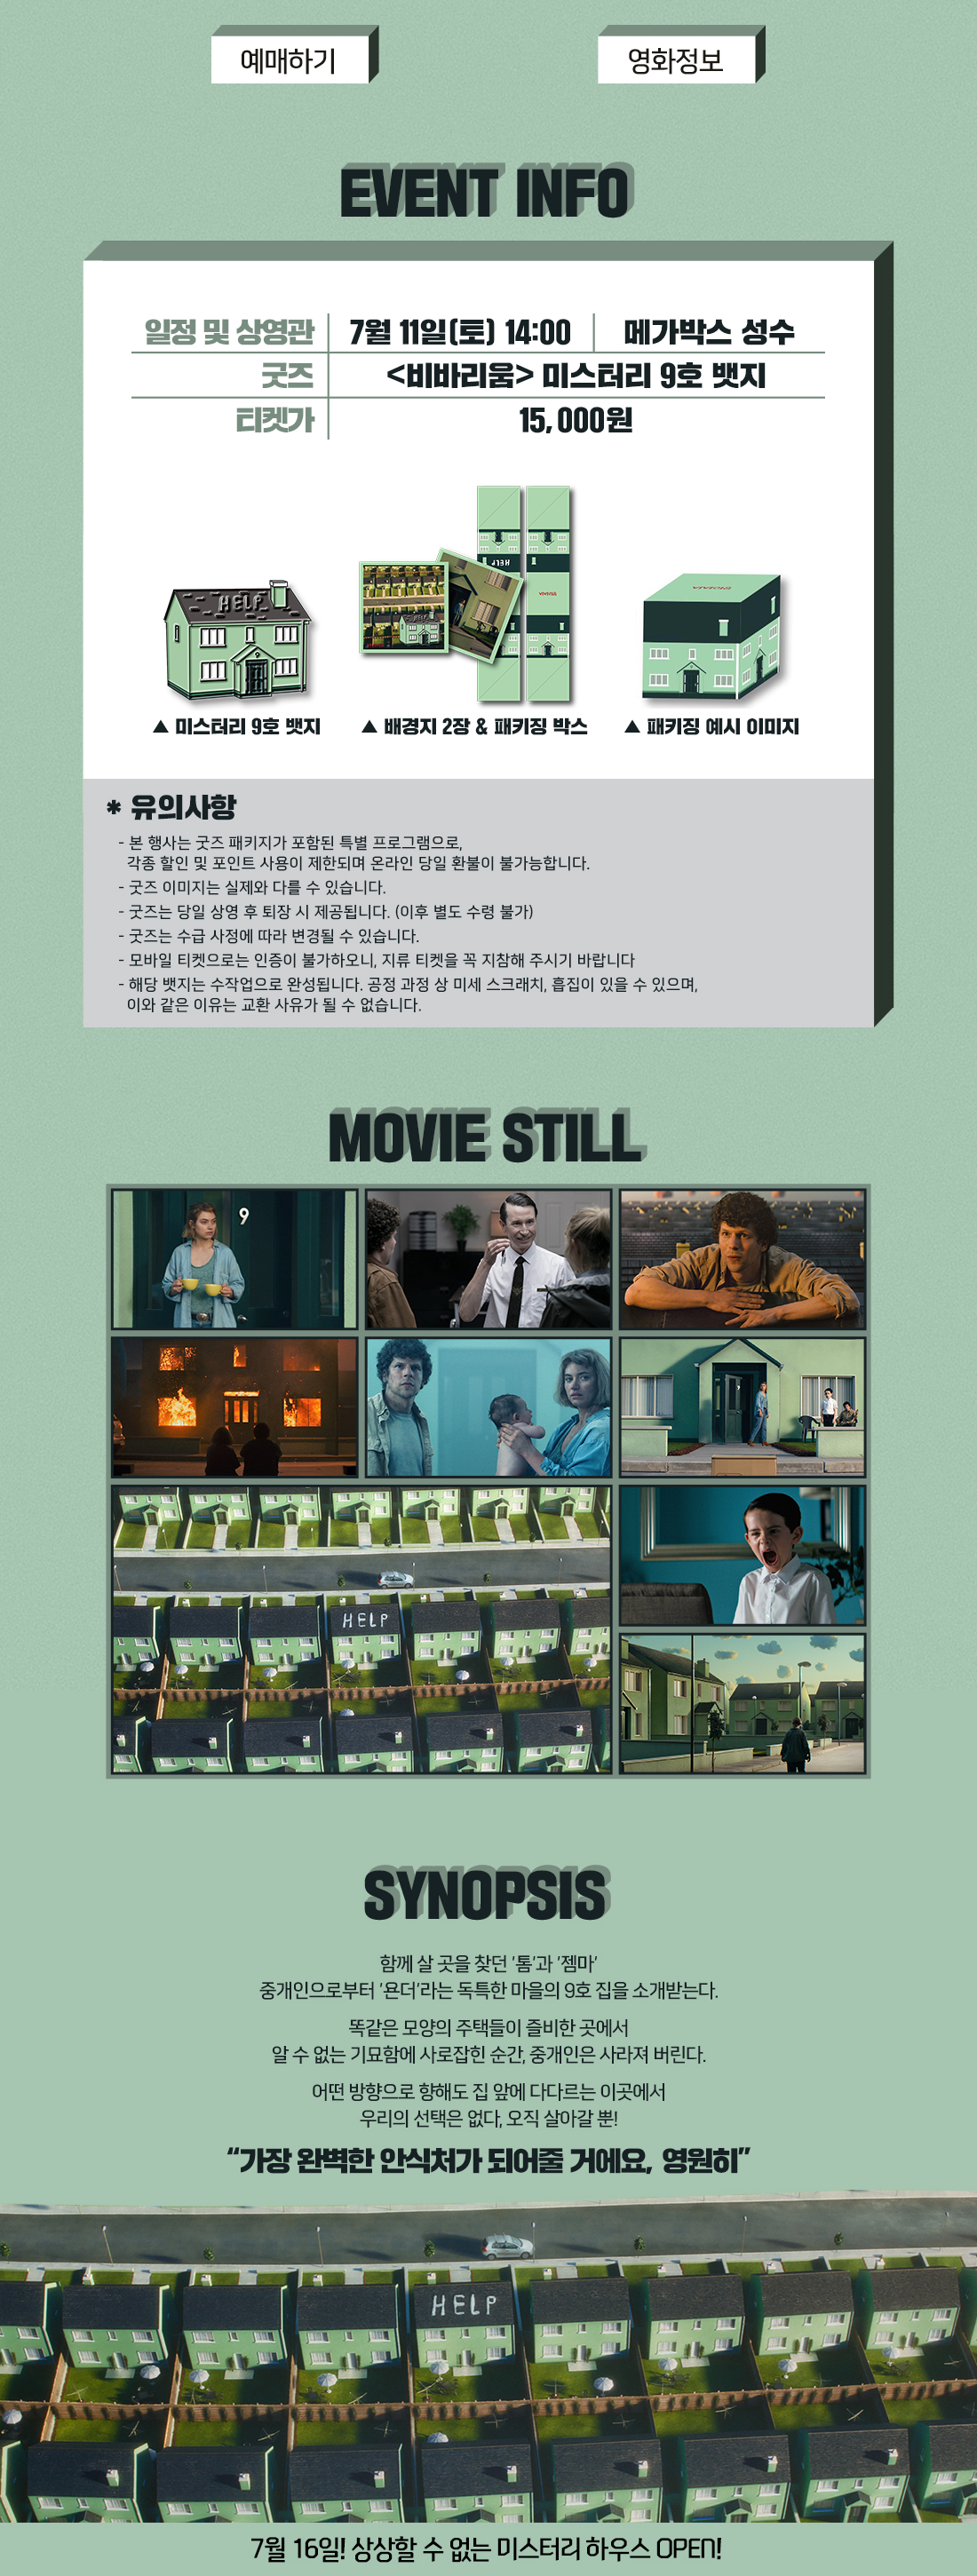 예매하기
영화정보
EVENT INFO
일정 및 상영관 7월 11일(토) 14:00 메가박스 성수
굿즈 <비바리움> 미스터리 9호 뱃지
티켓가 15,000원
HELP
HELP
VIVARIUM
VIVARIUM
▲ 미스터리 9호 뱃지
▲ 배경지 2장 & 패키징 박스
▲ 패키징 예시 이미지
* 유의사항
- 본 행사는 굿즈 패키지가 포함된 특별 프로그램으로,
각종 할인 및 포인트 사용이 제한되며 온라인 당일 환불이 불가능합니다.
- 굿즈 이미지는 실제와 다를 수 있습니다.
- 굿즈는 당일 상영 후 퇴장 시 제공됩니다. (이후 별도 수령 불가)
- 굿즈는 수급 사정에 따라 변경될 수 있습니다.
- 모바일 티켓으로는 인증이 불가하오니, 지류 티켓을 꼭 지참해 주시기 바랍니다
- 해당 뱃지는 수작업으로 완성됩니다. 공정 과정 상 미세 스크래치, 흡집이 있을 수 있으며,
이와 같은 이유는 교환 사유가 될 수 없습니다.
MOVIE STILL
9
HELP
SYNOPSIS
함께 살 곳을 찾던 '톰'과 '젬마'
중개인으로부터 '욘더'라는 독특한 마을의 9호 집을 소개받는다.
똑같은 모양의 주택들이 즐비한 곳에서
알 수 없는 기묘함에 사로잡힌 순간, 중개인은 사라져 버린다.
어떤 방향으로 향해도 집 앞에 다다르는 이곳에서
우리의 선택은 없다, 오직 살아갈 뿐!
“가장 완벽한 안식처가 되어줄 거에요, 영원히”
HELP
7월 16일! 상상할 수 없는 미스터리 하우스 OPEN!